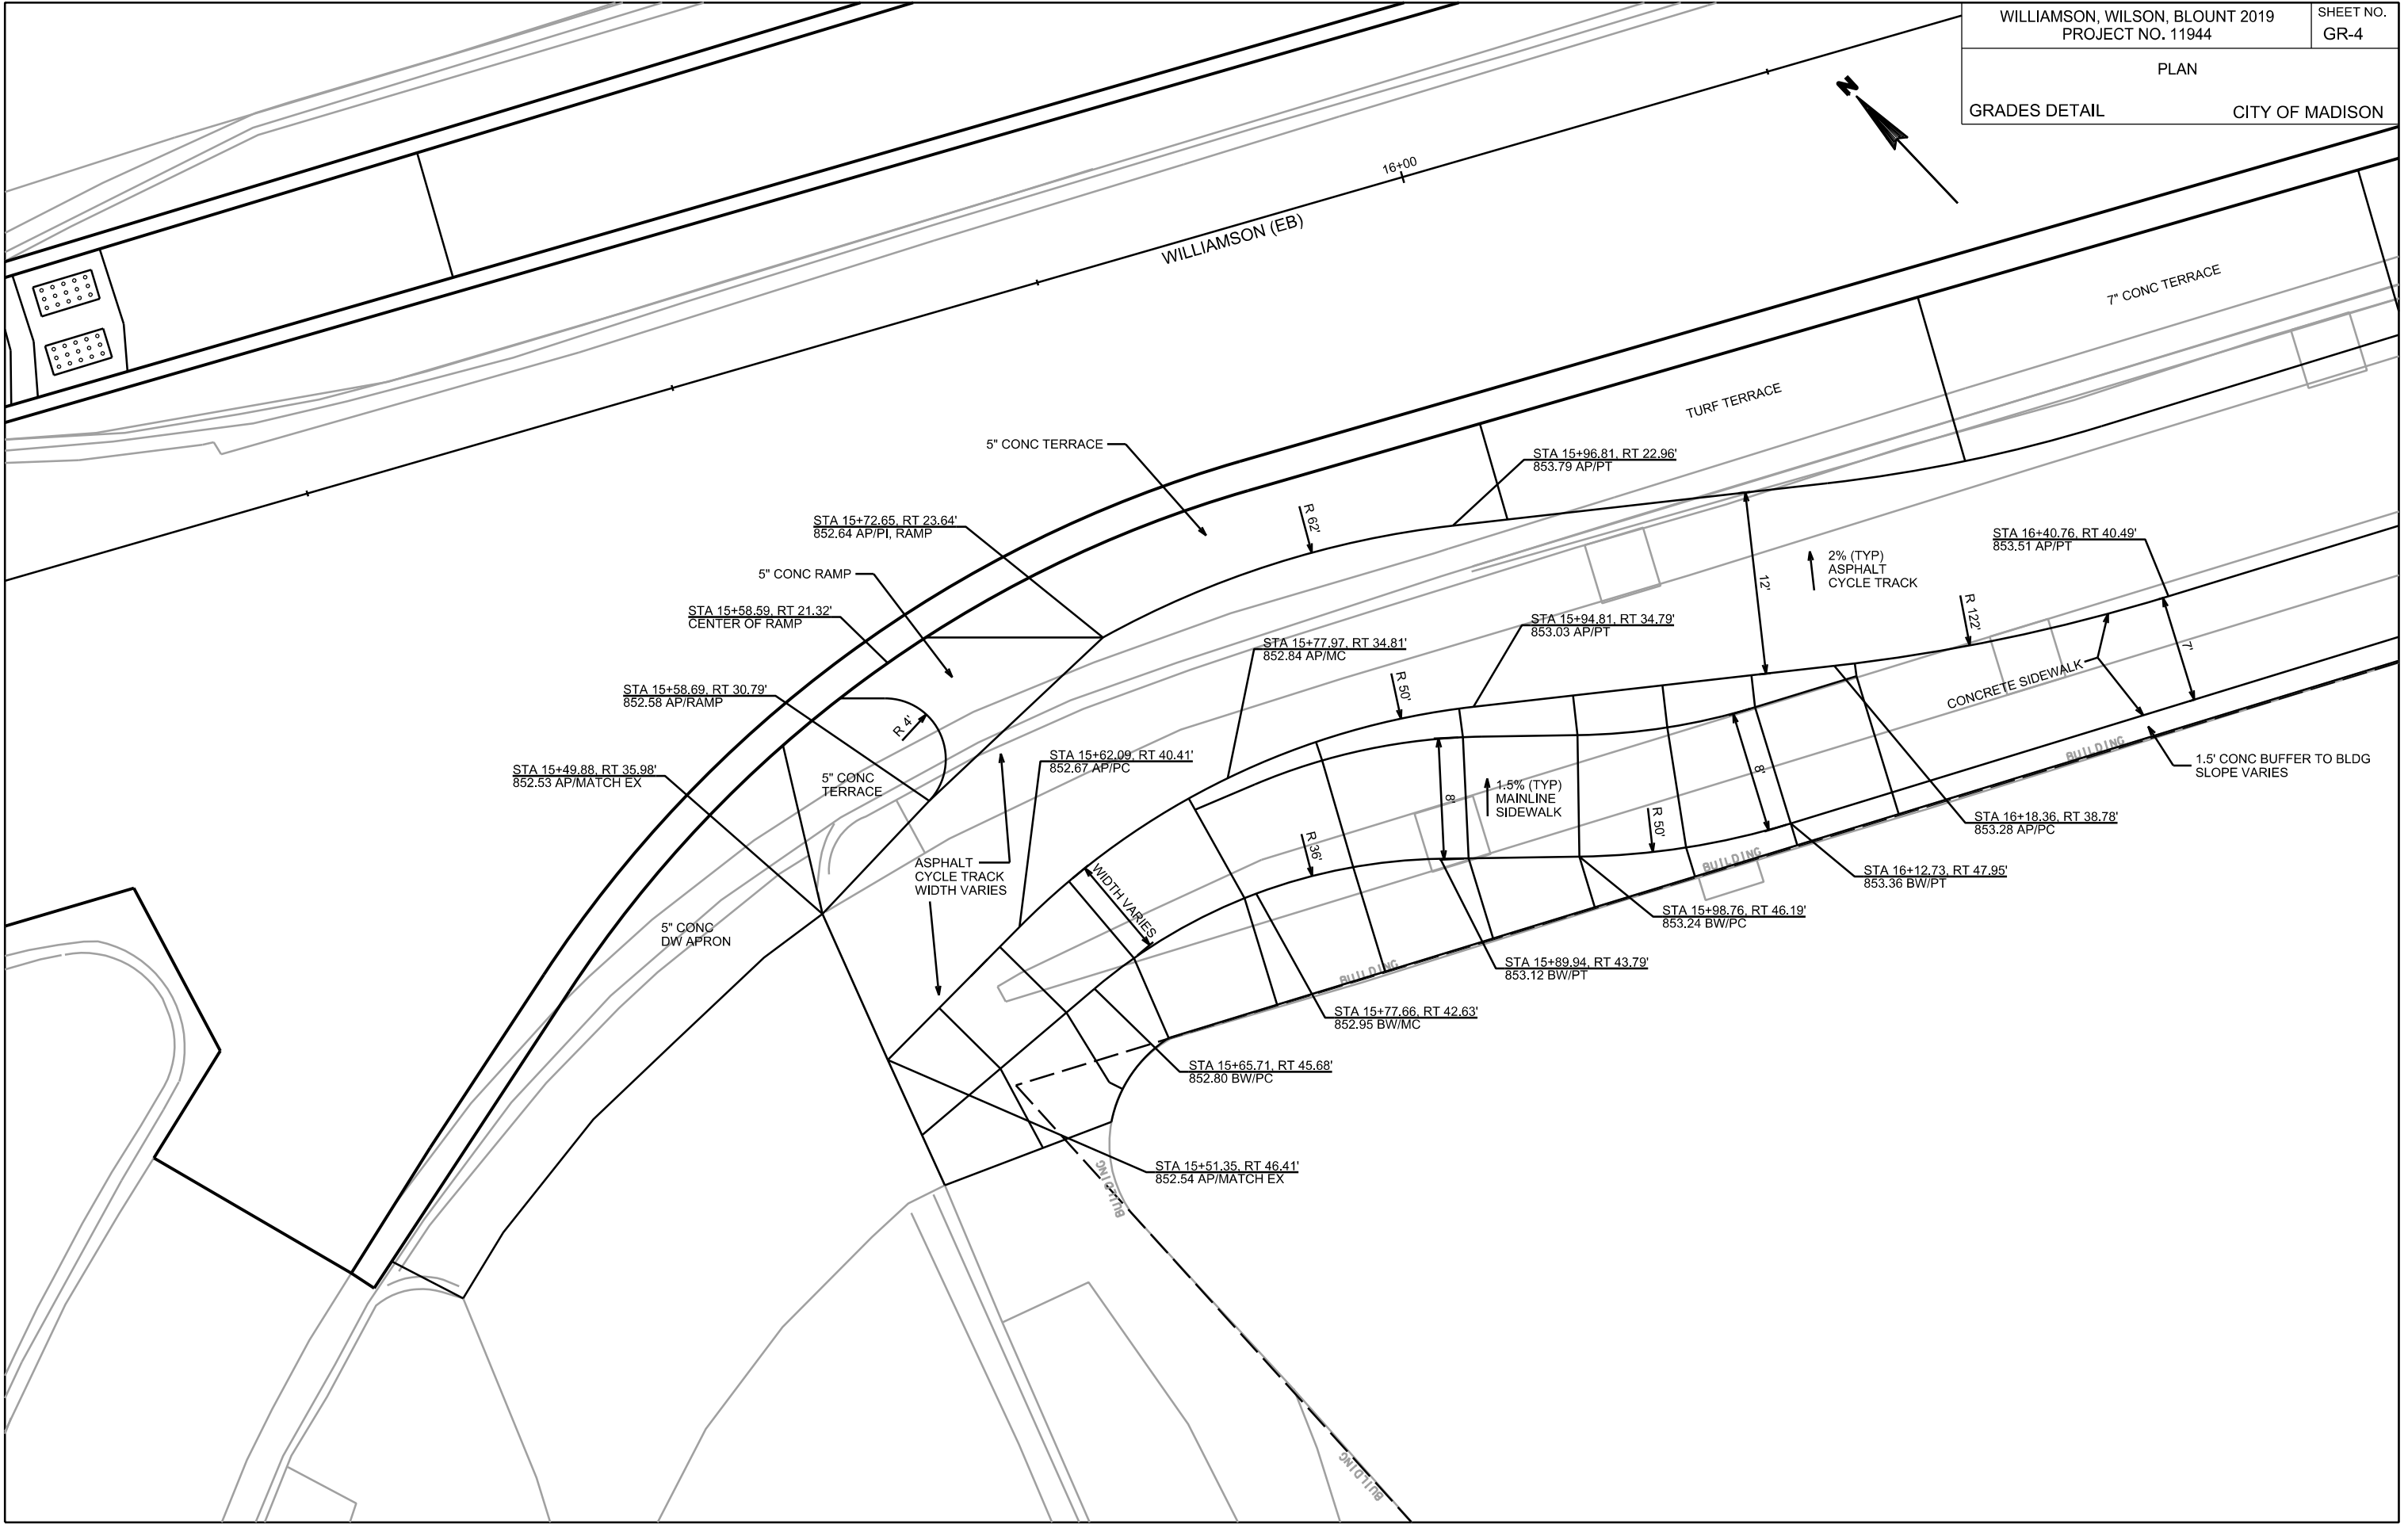 WILLIAMSON, WILSON, BLOUNT 2019
PROJECT NO. 11944
SHEET NO.
GR-4
PLAN
GRADES DETAIL
CITY OF MADISON
N
16+00
WILLIAMSON (EB)
7" CONC TERRACE
TURF TERRACE
5" CONC TERRACE
STA 15+96.81, RT 22.96'
853.79 AP/PT
R 62'
STA 15+72.65, RT 23.64'
852.64 AP/PI, RAMP
STA 16+40.76, RT 40.49'
853.51 AP/PT
2% (TYP)
ASPHALT
CYCLE TRACK
12'
5" CONC RAMP
R 122'
STA 15+58.59, RT 21.32'
CENTER OF RAMP
STA 15+94.81, RT 34.79'
853.03 AP/PT
STA 15+77.97, RT 34.81'
852.84 AP/MC
7'
R 50'
CONCRETE SIDEWALK
STA 15+58.69, RT 30.79'
852.58 AP/RAMP
R 4'
STA 15+62.09, RT 40.41'
852.67 AP/PC
BUILDING
1.5' CONC BUFFER TO BLDG
SLOPE VARIES
STA 15+49.88, RT 35.98'
852.53 AP/MATCH EX
5" CONC
TERRACE
8'
1.5% (TYP)
MAINLINE
SIDEWALK
8'
R 50'
STA 16+18.36, RT 38.78'
853.28 AP/PC
R 36'
ASPHALT
CYCLE TRACK
WIDTH VARIES
WIDTH VARIES
BUILDING
STA 16+12.73, RT 47.95'
853.36 BW/PT
STA 15+98.76, RT 46.19'
853.24 BW/PC
5" CONC
DW APRON
BUILDING
STA 15+89.94, RT 43.79'
853.12 BW/PT
STA 15+77.66, RT 42.63'
852.95 BW/MC
STA 15+65.71, RT 45.68'
852.80 BW/PC
STA 15+51.35, RT 46.41'
852.54 AP/MATCH EX
BUILDING
BUILDING